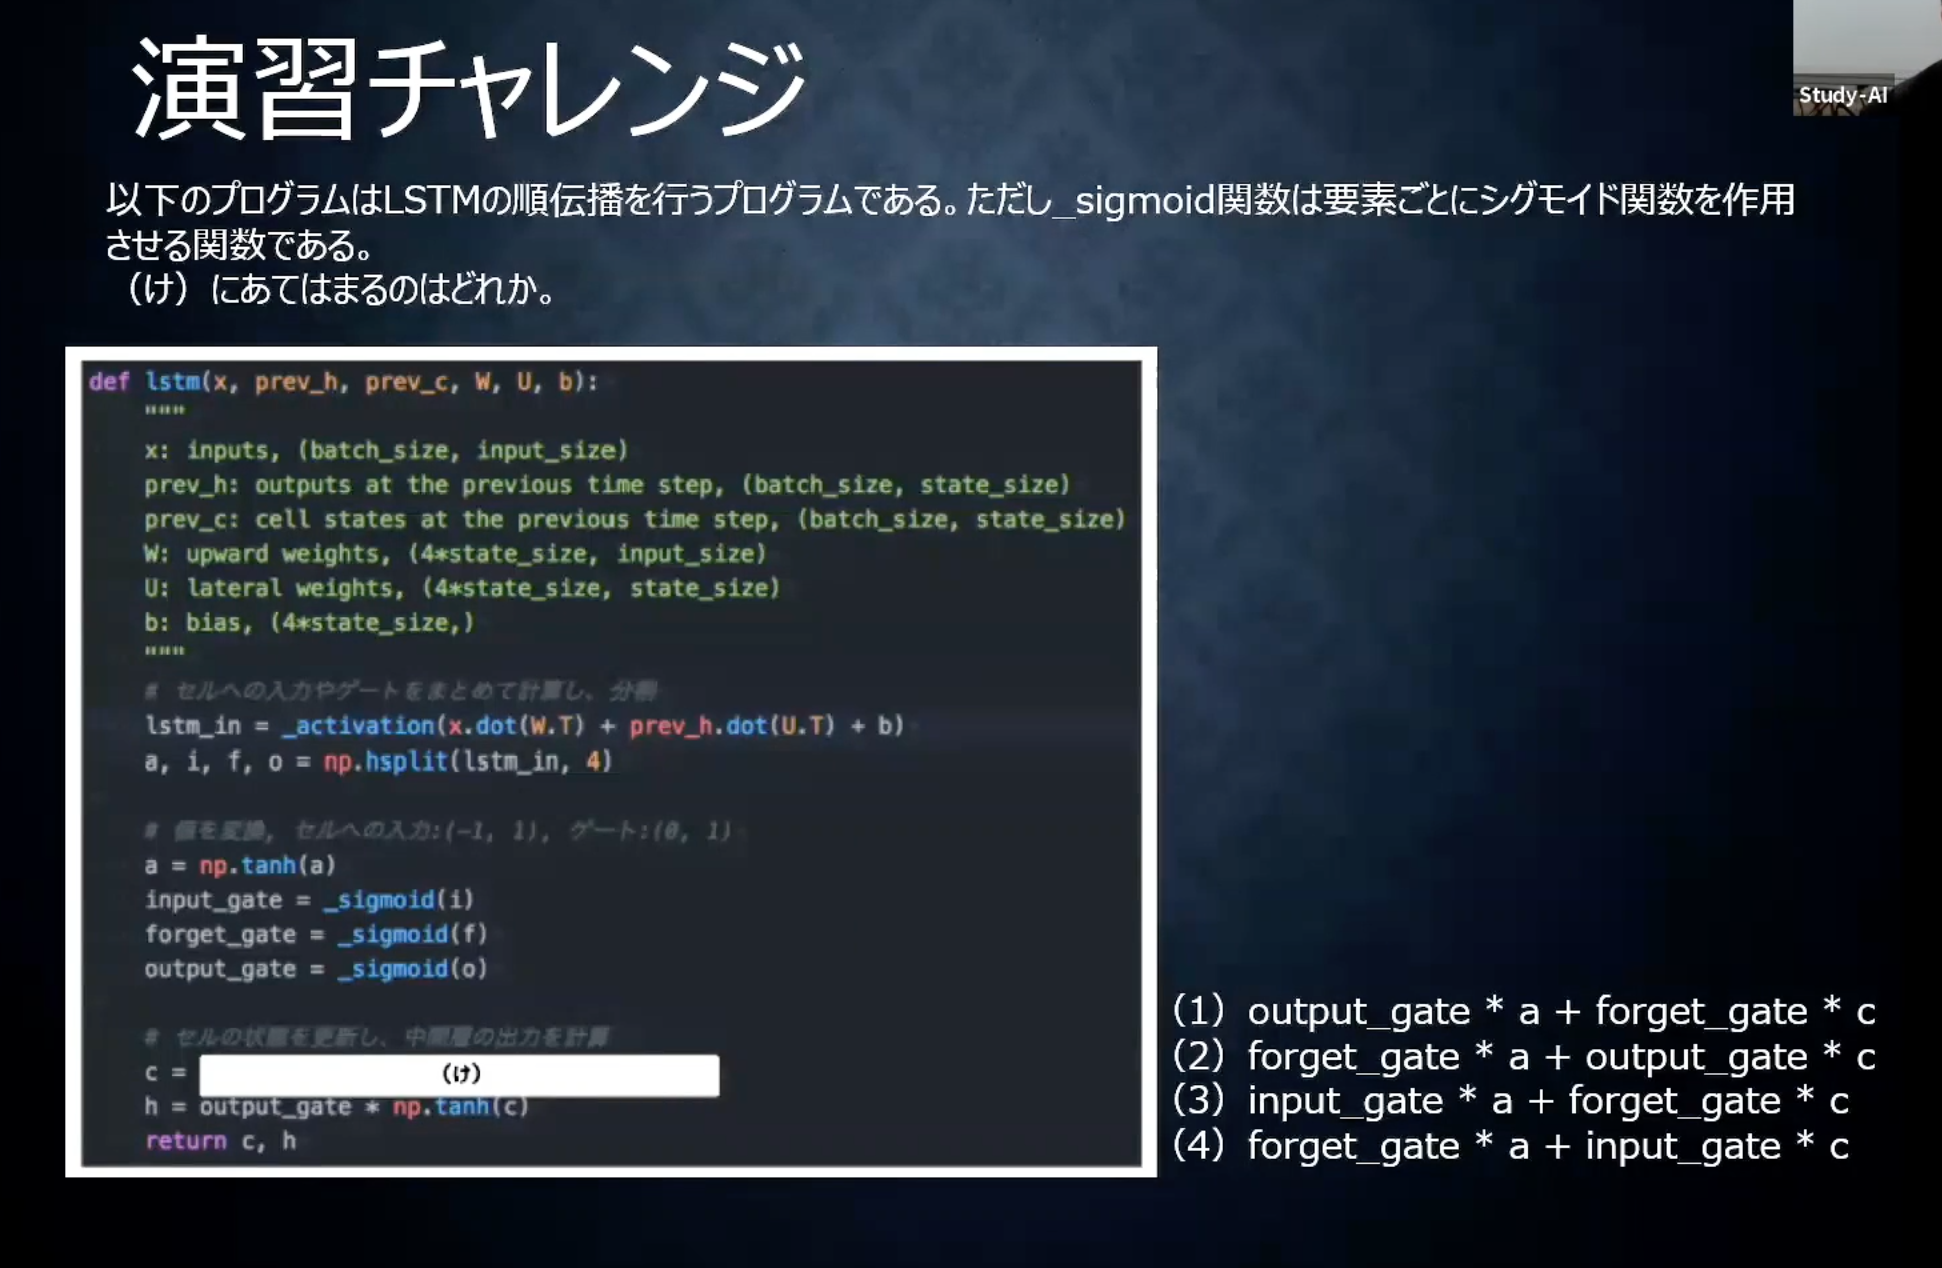 演習チャレンジ
Study-AI
以下のプログラムはLSTMの順伝播を行うプログラムである。ただし_sigmoid関数は要素ごとにシグモイド関数を作用
させる関数である。
（け）にあてはまるのはどれか。
def lstm(x, prev_h, prev_c, W, U, b):
"""
x: inputs, (batch_size, input_size)
prev_h: outputs at the previous time step, (batch_size, state_size)
prev_c: cell states at the previous time step, (batch_size, state_size)
W: upward weights, (4*state_size, input_size)
U: lateral weights, (4*state_size, state_size)
b: bias, (4*state_size,)
"""
# セルへの入力やゲートをまとめて計算し、分割
lstm_in = _activation(x.dot(W.T) + prev_h.dot(U.T) + b)
a, i, f, o = np.hsplit(lstm_in, 4)
# 値を変換, セルへの入力:(-1, 1), ゲート:(0, 1)
a = np.tanh(a)
input_gate = _sigmoid(i)
forget_gate = _sigmoid(f)
output_gate = _sigmoid(o)
# セルの状態を更新し、中間層の出力を計算
c = （け）
h = output_gate * np.tanh(c)
return c, h
（1）output_gate * a + forget_gate * c
（2）forget_gate * a + output_gate * c
（3）input_gate * a + forget_gate * c
（4）forget_gate * a + input_gate * c